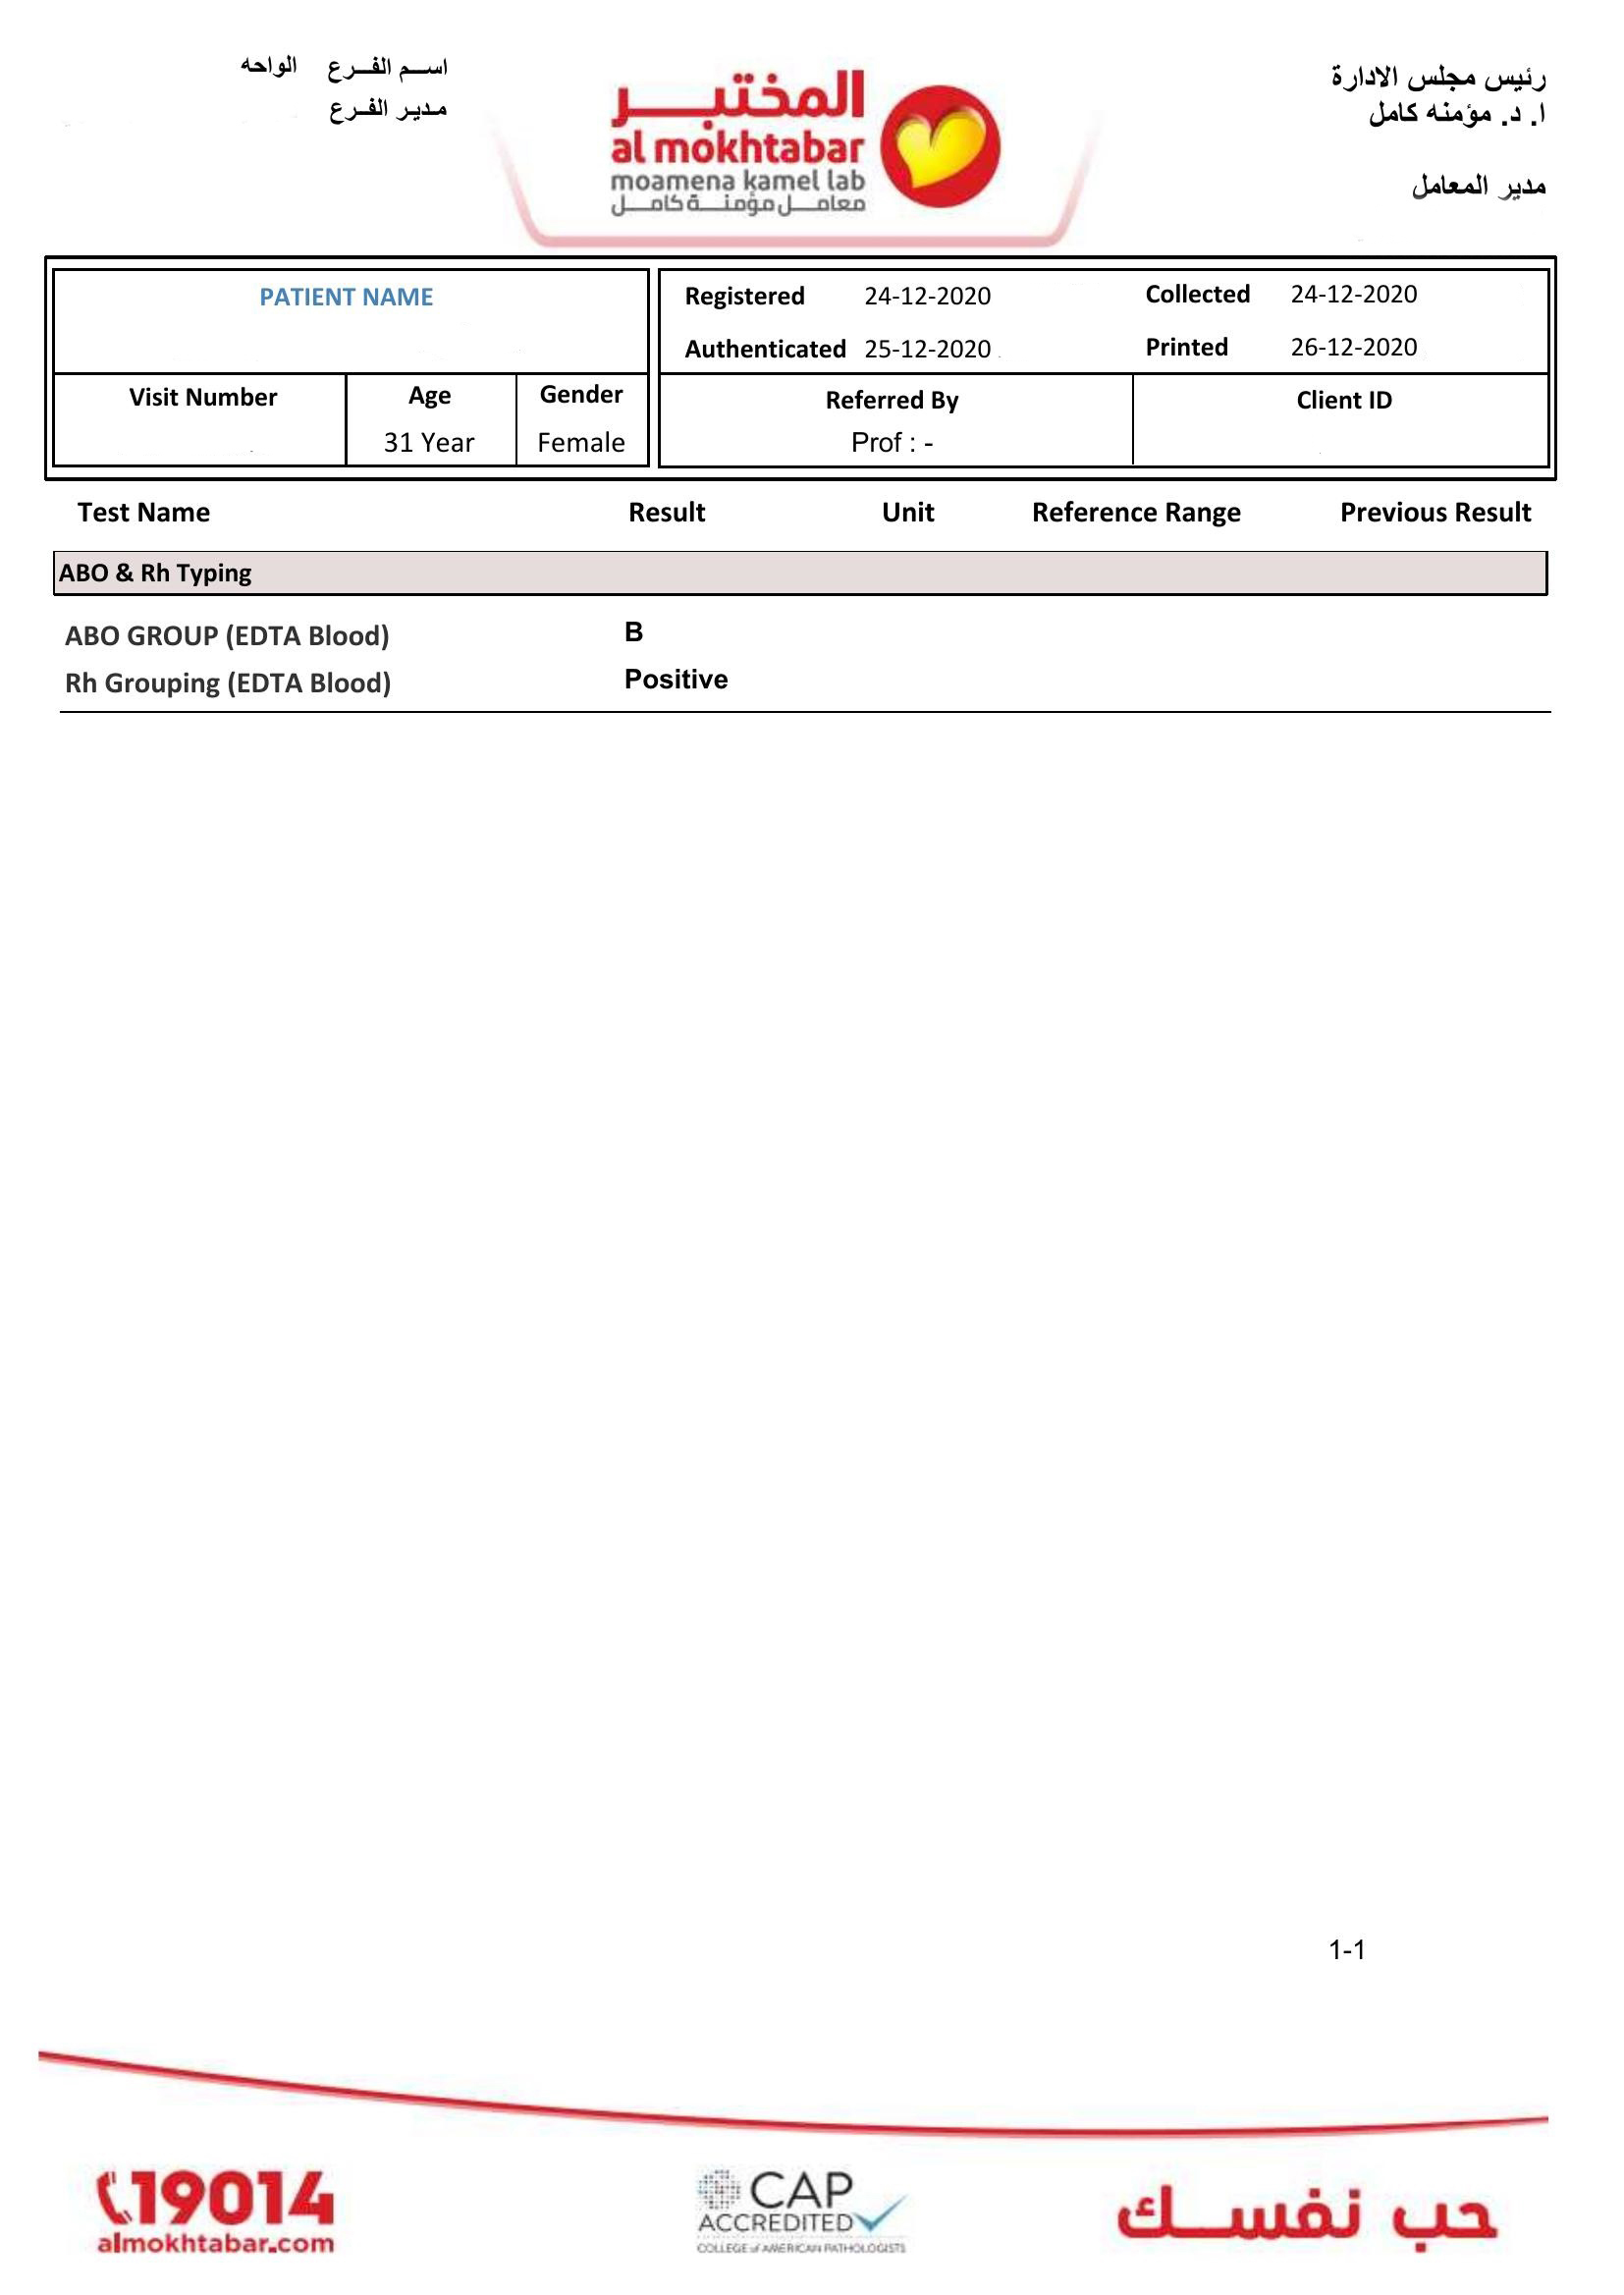 اسم الفرع الواحه
مدير الفرع
المختبر
al mokhtabar
moamena kamel lab
معامل مؤمنة كامل
رئيس مجلس الادارة
ا. د. مؤمنه كامل
مدير المعامل
PATIENT NAME
Registered 24-12-2020 Collected 24-12-2020
Authenticated 25-12-2020 Printed 26-12-2020
Visit Number Age Gender Referred By Client ID
31 Year Female Prof : -
Test Name Result Unit Reference Range Previous Result
ABO & Rh Typing
ABO GROUP (EDTA Blood) B
Rh Grouping (EDTA Blood) Positive
1-1
19014
almokhtabar.com
CAP
ACCREDITED
COLLEGE of AMERICAN PATHOLOGISTS
حب نفسك